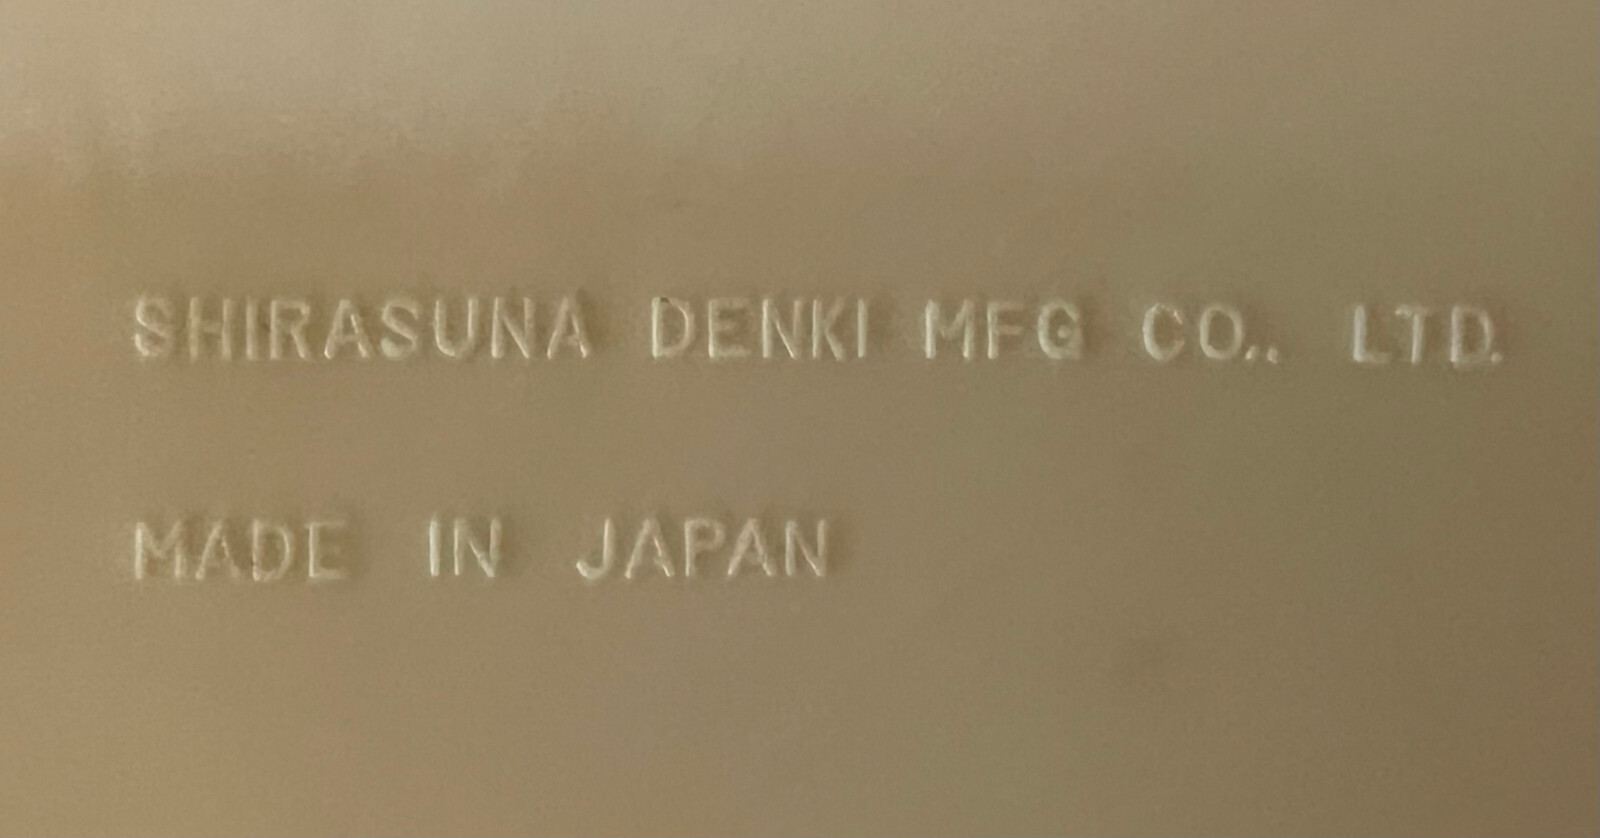 SHIRASUNA DENKI MFG CO., LTD.
MADE IN JAPAN